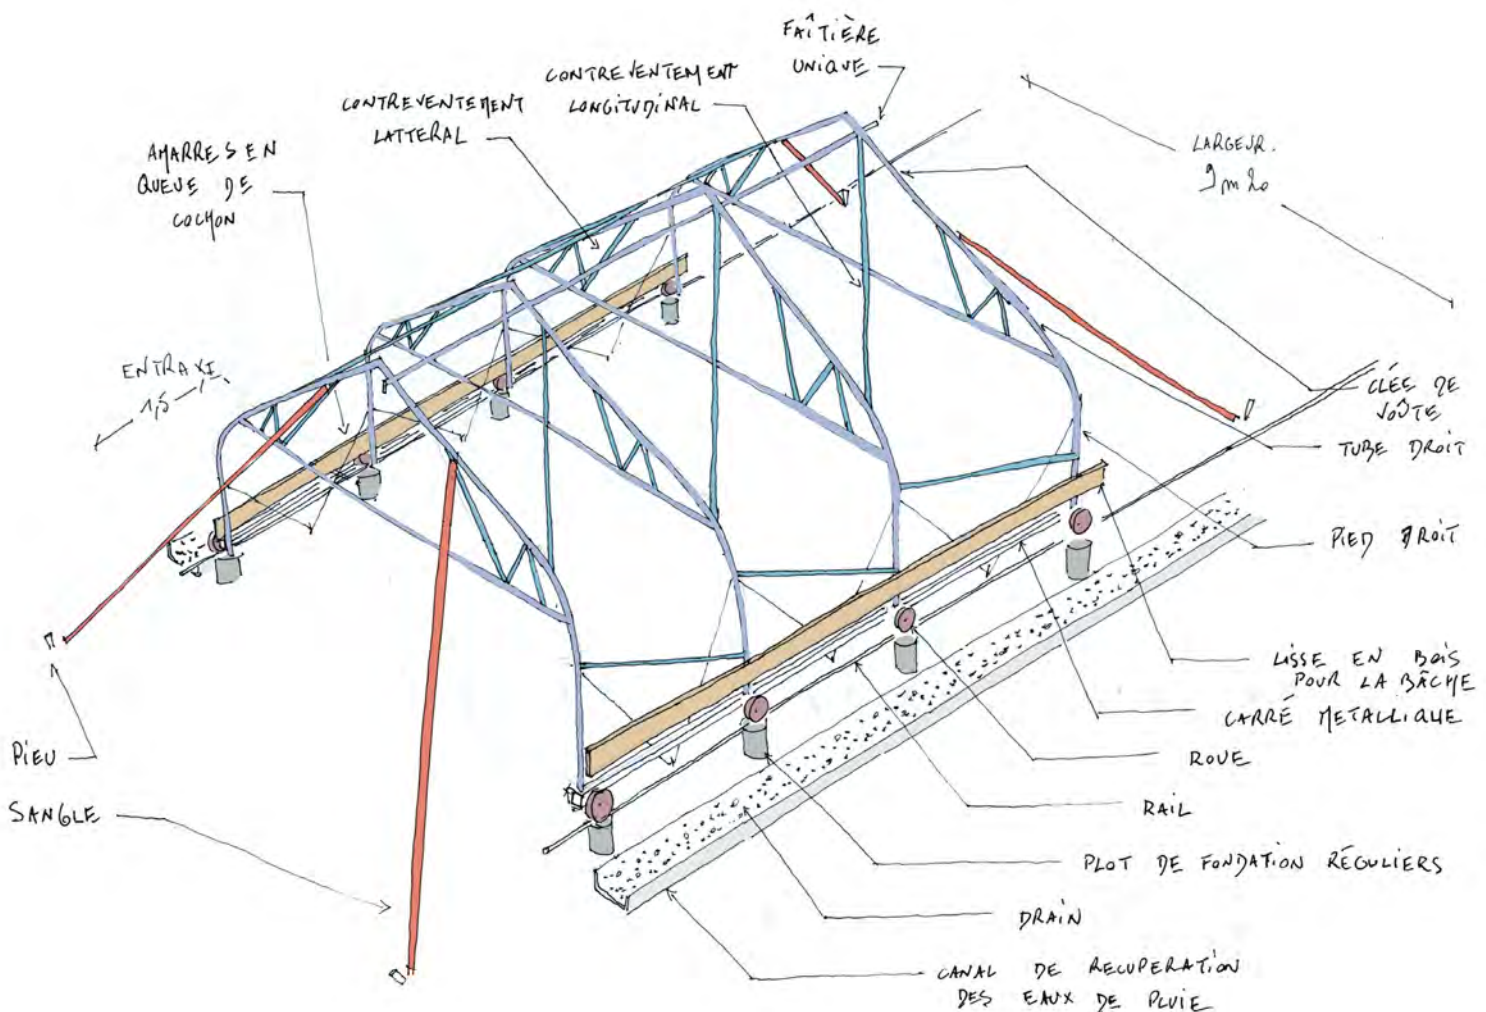 FAÎTIÈRE
UNIQUE
CONTREVENTEMENT
LONGITUDINAL
CONTREVENTEMENT
LATTERAL
AMARRES EN
QUEUE DE
COCHON
LARGEUR.
9m20
ENTRAXE
1,5
CLÉE DE
VOÛTE
TUBE DROIT
PIED DROIT
LISSE EN BOIS
POUR LA BÂCHE
CARRÉ METALLIQUE
ROUE
RAIL
PLOT DE FONDATION RÉGULIERS
DRAIN
CANAL DE RECUPERATION
DES EAUX DE PLUIE
PIEU
SANGLE